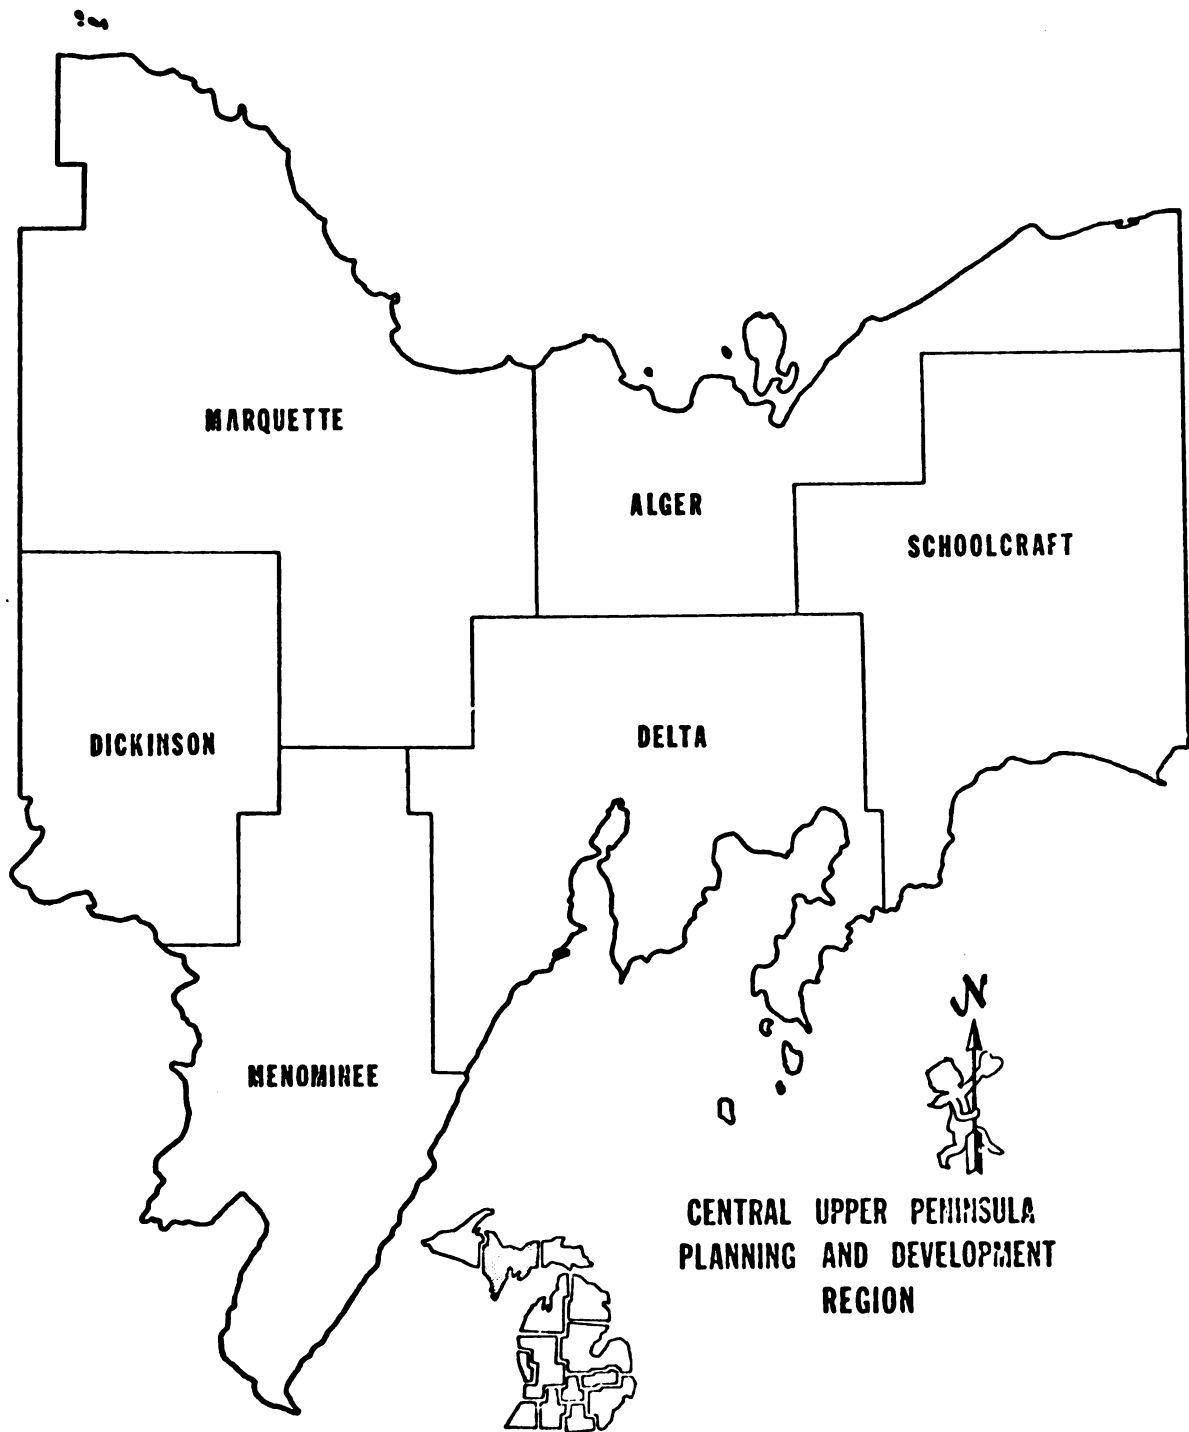 MARQUETTE
ALGER
SCHOOLCRAFT
DICKINSON
DELTA
MENOMINEE
N
CENTRAL UPPER PENINSULA
PLANNING AND DEVELOPMENT
REGION